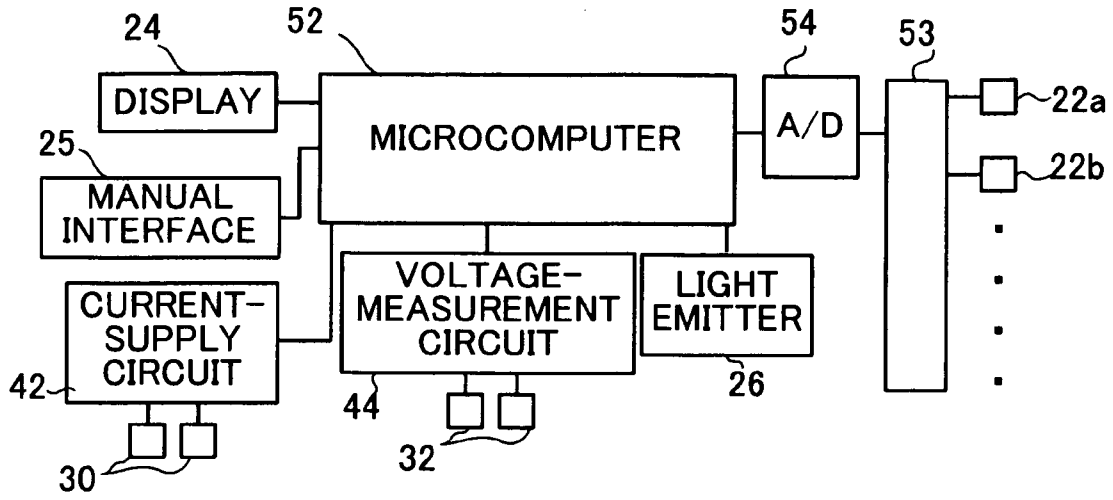 24
52
54
53
DISPLAY
MICROCOMPUTER
A/D
22a
25
22b
MANUAL
INTERFACE
CURRENT-
SUPPLY
CIRCUIT
VOLTAGE-
MEASUREMENT
CIRCUIT
LIGHT
EMITTER
42
44
26
30
32